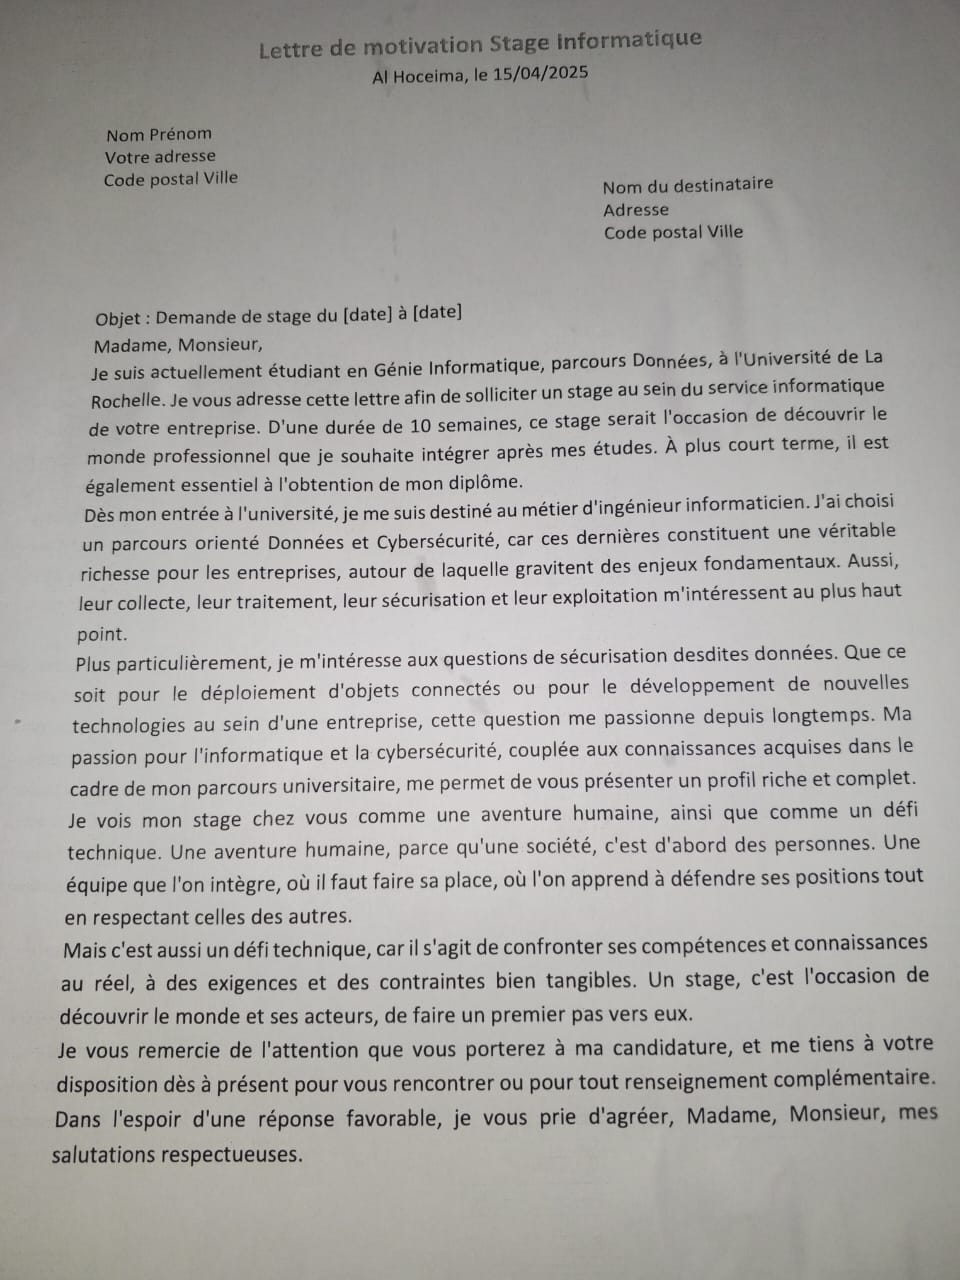 Lettre de motivation Stage informatique
Al Hoceima, le 15/04/2025
Nom Prénom
Votre adresse
Code postal Ville
Nom du destinataire
Adresse
Code postal Ville
Objet : Demande de stage du [date] à [date]
Madame, Monsieur,
Je suis actuellement étudiant en Génie Informatique, parcours Données, à l'Université de La
Rochelle. Je vous adresse cette lettre afin de solliciter un stage au sein du service informatique
de votre entreprise. D'une durée de 10 semaines, ce stage serait l'occasion de découvrir le
monde professionnel que je souhaite intégrer après mes études. À plus court terme, il est
également essentiel à l'obtention de mon diplôme.
Dès mon entrée à l'université, je me suis destiné au métier d'ingénieur informaticien. J'ai choisi
un parcours orienté Données et Cybersécurité, car ces dernières constituent une véritable
richesse pour les entreprises, autour de laquelle gravitent des enjeux fondamentaux. Aussi,
leur collecte, leur traitement, leur sécurisation et leur exploitation m'intéressent au plus haut
point.
Plus particulièrement, je m'intéresse aux questions de sécurisation desdites données. Que ce
soit pour le déploiement d'objets connectés ou pour le développement de nouvelles
technologies au sein d'une entreprise, cette question me passionne depuis longtemps. Ma
passion pour l'informatique et la cybersécurité, couplée aux connaissances acquises dans le
cadre de mon parcours universitaire, me permet de vous présenter un profil riche et complet.
Je vois mon stage chez vous comme une aventure humaine, ainsi que comme un défi
technique. Une aventure humaine, parce qu'une société, c'est d'abord des personnes. Une
équipe que l'on intègre, où il faut faire sa place, où l'on apprend à défendre ses positions tout
en respectant celles des autres.
Mais c'est aussi un défi technique, car il s'agit de confronter ses compétences et connaissances
au réel, à des exigences et des contraintes bien tangibles. Un stage, c'est l'occasion de
découvrir le monde et ses acteurs, de faire un premier pas vers eux.
Je vous remercie de l'attention que vous porterez à ma candidature, et me tiens à votre
disposition dès à présent pour vous rencontrer ou pour tout renseignement complémentaire.
Dans l'espoir d'une réponse favorable, je vous prie d'agréer, Madame, Monsieur, mes
salutations respectueuses.